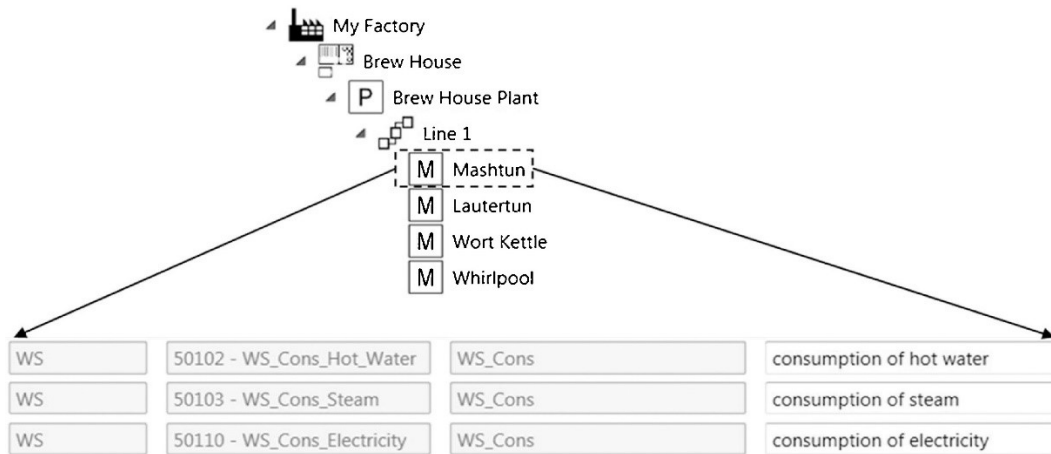 My Factory
Brew House
P Brew House Plant
Line 1
M Mashtun
M Lautertun
M Wort Kettle
M Whirlpool
WS 50102 - WS_Cons_Hot_Water WS_Cons consumption of hot water
WS 50103 - WS_Cons_Steam WS_Cons consumption of steam
WS 50110 - WS_Cons_Electricity WS_Cons consumption of electricity